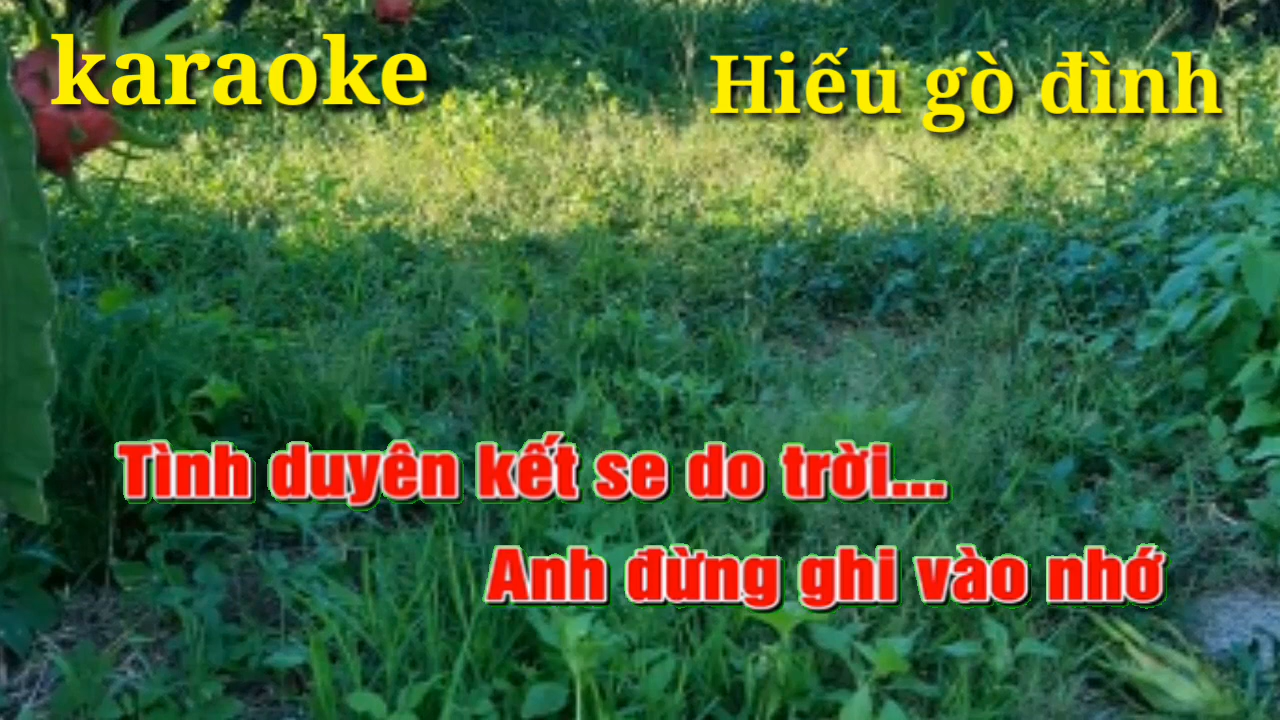 karaoke
Hiếu gò đình
Tình duyên kết se do trời...
Anh đừng ghi vào nhớ